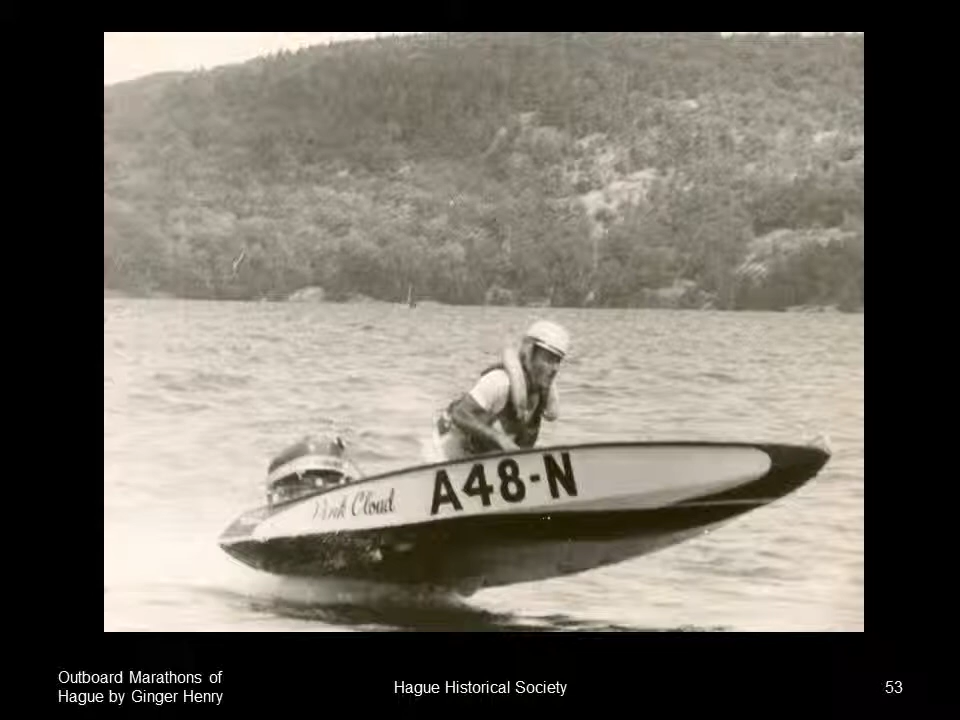 Pink Cloud
A48-N
Outboard Marathons of
Hague by Ginger Henry
Hague Historical Society
53